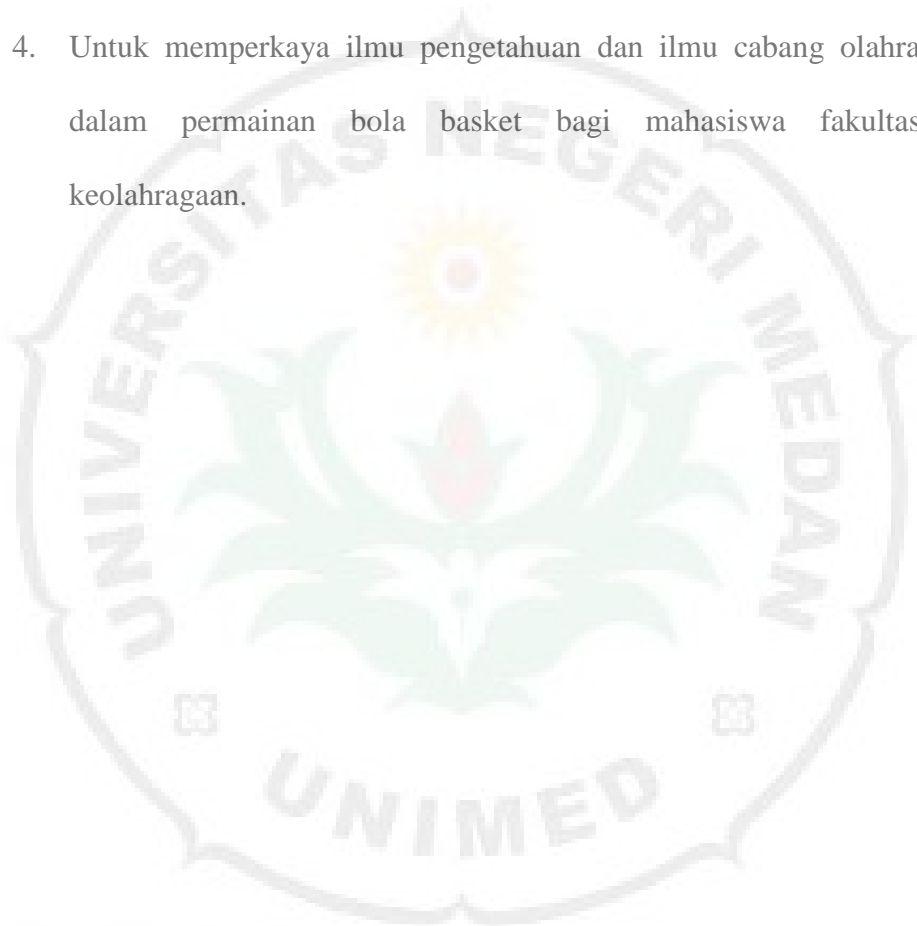 4. Untuk memperkaya ilmu pengetahuan dan ilmu cabang olahra
dalam permainan bola basket bagi mahasiswa fakultas
keolahragaan.
UNIVERSITAS NEGERI MEDAN
UNIMED